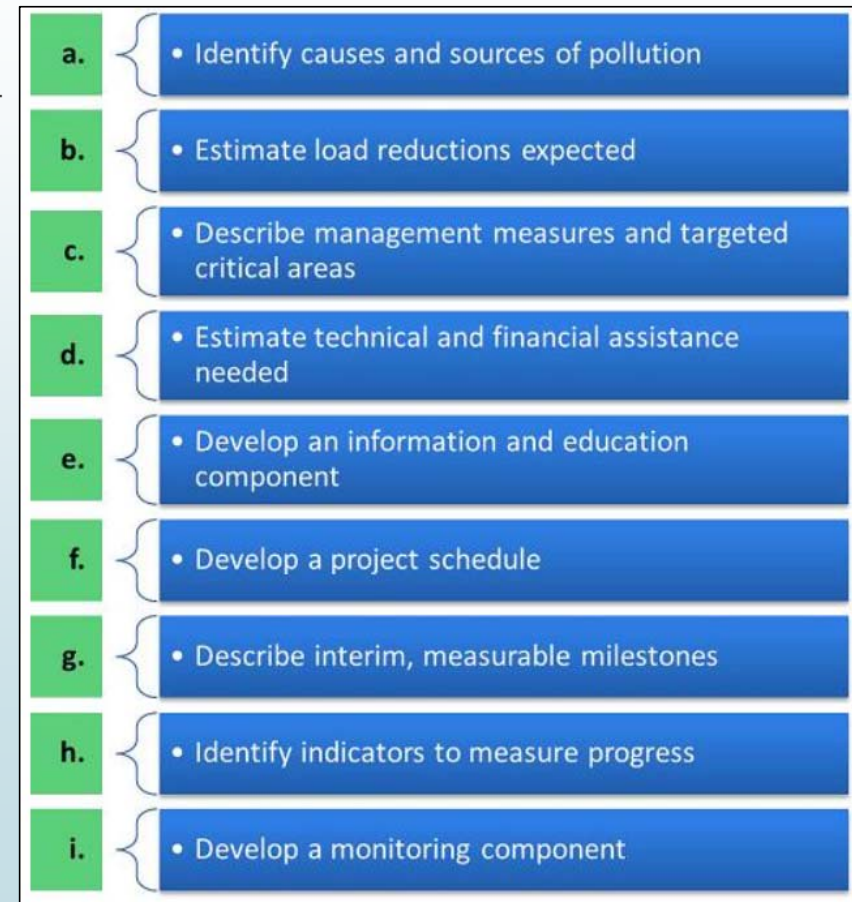 a.
• Identify causes and sources of pollution
b.
• Estimate load reductions expected
c.
• Describe management measures and targeted
critical areas
d.
• Estimate technical and financial assistance
needed
e.
• Develop an information and education
component
f.
• Develop a project schedule
g.
• Describe interim, measurable milestones
h.
• Identify indicators to measure progress
i.
• Develop a monitoring component